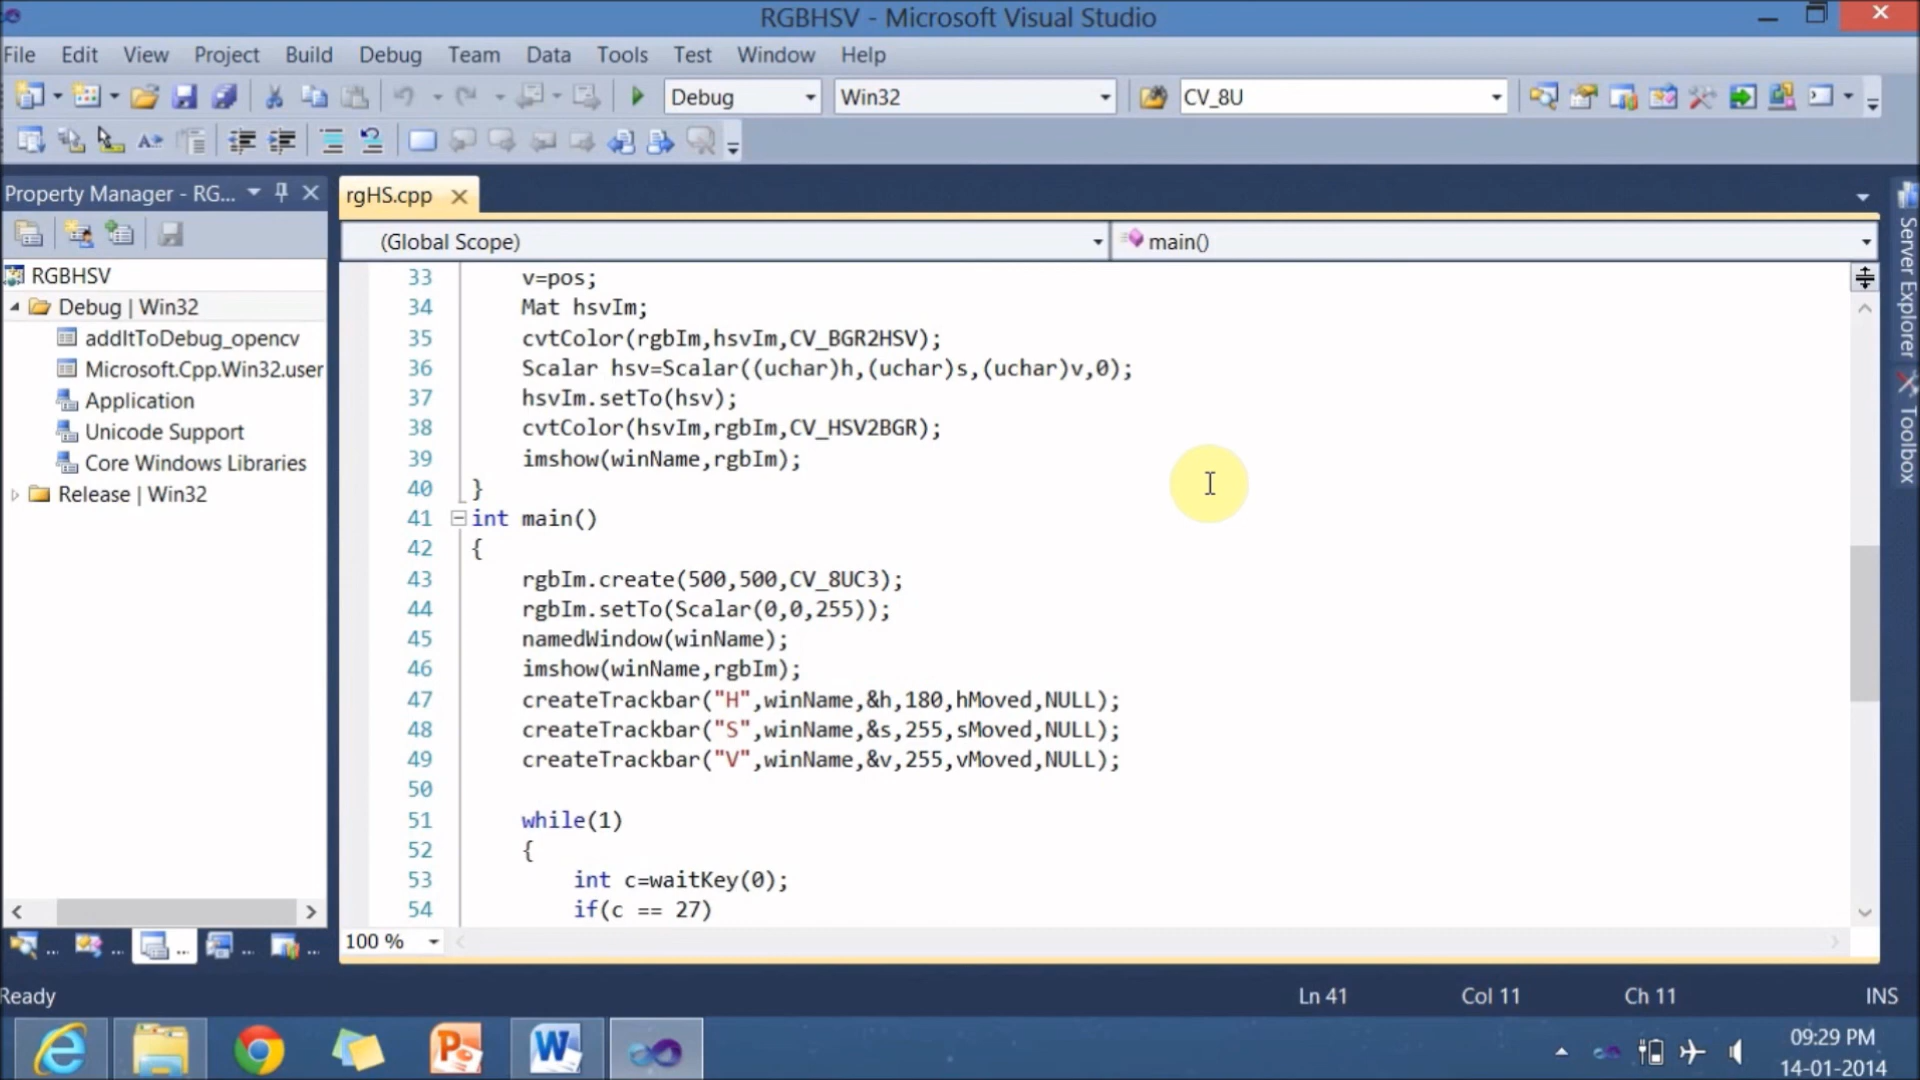 RGBHSV - Microsoft Visual Studio
File Edit View Project Build Debug Team Data Tools Test Window Help
Debug Win32 CV_8U
Property Manager - RG...
rgHS.cpp
(Global Scope) main()
RGBHSV
Debug | Win32
addItToDebug_opencv
Microsoft.Cpp.Win32.user
Application
Unicode Support
Core Windows Libraries
Release | Win32
33 v=pos;
34 Mat hsvIm;
35 cvtColor(rgbIm,hsvIm,CV_BGR2HSV);
36 Scalar hsv=Scalar((uchar)h,(uchar)s,(uchar)v,0);
37 hsvIm.setTo(hsv);
38 cvtColor(hsvIm,rgbIm,CV_HSV2BGR);
39 imshow(winName,rgbIm);
40 }
41 int main()
42 {
43 rgbIm.create(500,500,CV_8UC3);
44 rgbIm.setTo(Scalar(0,0,255));
45 namedWindow(winName);
46 imshow(winName,rgbIm);
47 createTrackbar("H",winName,&h,180,hMoved,NULL);
48 createTrackbar("S",winName,&s,255,sMoved,NULL);
49 createTrackbar("V",winName,&v,255,vMoved,NULL);
50
51 while(1)
52 {
53 int c=waitKey(0);
54 if(c == 27)
100 %
... ... ... ... ...
Server Explorer
Toolbox
Ready Ln 41 Col 11 Ch 11 INS
09:29 PM
14-01-2014